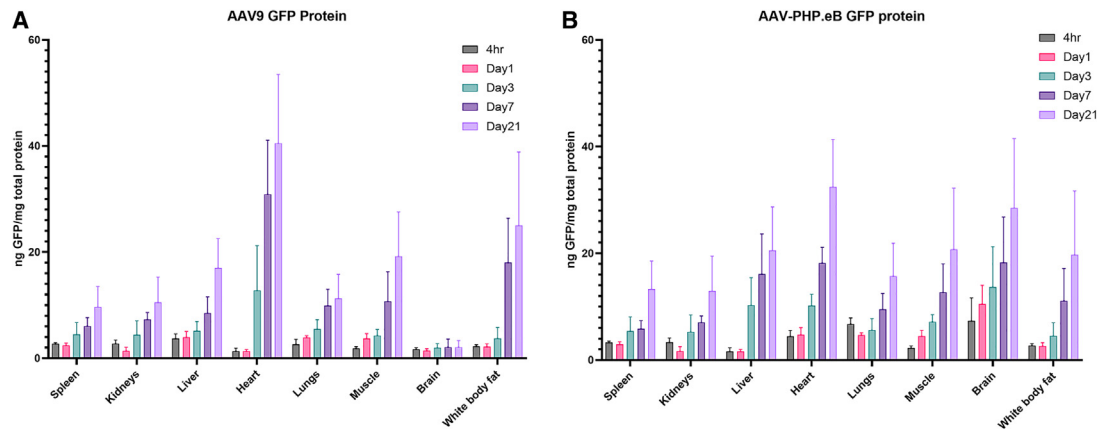 A
AAV9 GFP Protein
ng GFP/mg total protein
60
40
20
0
4hr
Day1
Day3
Day7
Day21
Spleen
Kidneys
Liver
Heart
Lungs
Muscle
Brain
White body fat
B
AAV-PHP.eB GFP protein
ng GFP/mg total protein
60
40
20
0
4hr
Day1
Day3
Day7
Day21
Spleen
Kidneys
Liver
Heart
Lungs
Muscle
Brain
White body fat